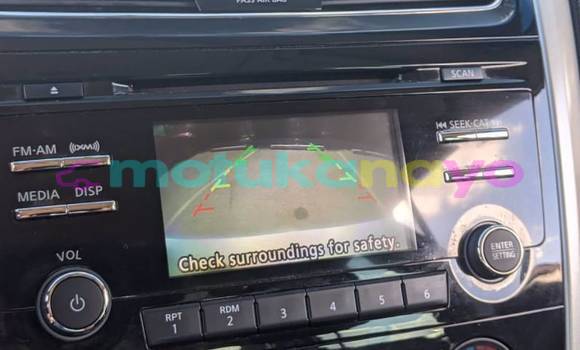 PASS AIR BAG
SCAN
FM·AM
SEEK·CAT
MEDIA DISP
motukanayo
Check surroundings for safety.
VOL
ENTER
SETTING
RPT
1
RDM
2
3
4
5
6